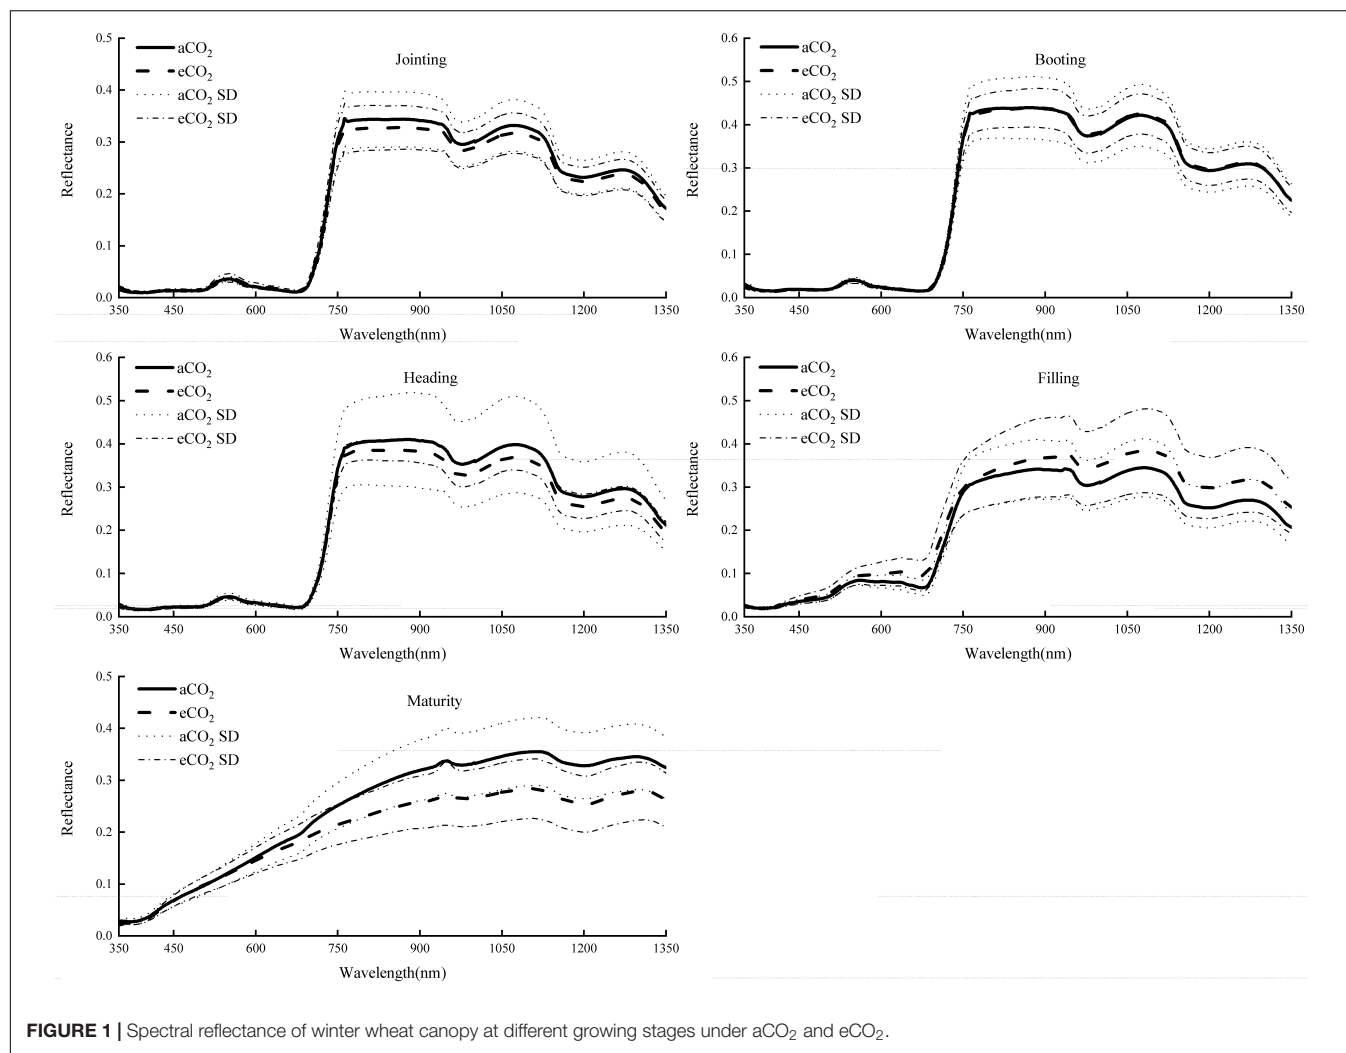 aCO₂
eCO₂
aCO₂ SD
eCO₂ SD
Jointing
0.5
0.4
0.3
0.2
0.1
0.0
Reflectance
350 450 600 750 900 1050 1200 1350
Wavelength(nm)
aCO₂
eCO₂
aCO₂ SD
eCO₂ SD
Booting
0.6
0.5
0.4
0.3
0.2
0.1
0.0
Reflectance
350 450 600 750 900 1050 1200 1350
Wavelength(nm)
aCO₂
eCO₂
aCO₂ SD
eCO₂ SD
Heading
0.6
0.5
0.4
0.3
0.2
0.1
0.0
Reflectance
350 450 600 750 900 1050 1200 1350
Wavelength(nm)
aCO₂
eCO₂
aCO₂ SD
eCO₂ SD
Filling
0.6
0.5
0.4
0.3
0.2
0.1
0.0
Reflectance
350 450 600 750 900 1050 1200 1350
Wavelength(nm)
aCO₂
eCO₂
aCO₂ SD
eCO₂ SD
Maturity
0.5
0.4
0.3
0.2
0.1
0.0
Reflectance
350 450 600 750 900 1050 1200 1350
Wavelength(nm)
FIGURE 1 | Spectral reflectance of winter wheat canopy at different growing stages under aCO₂ and eCO₂.